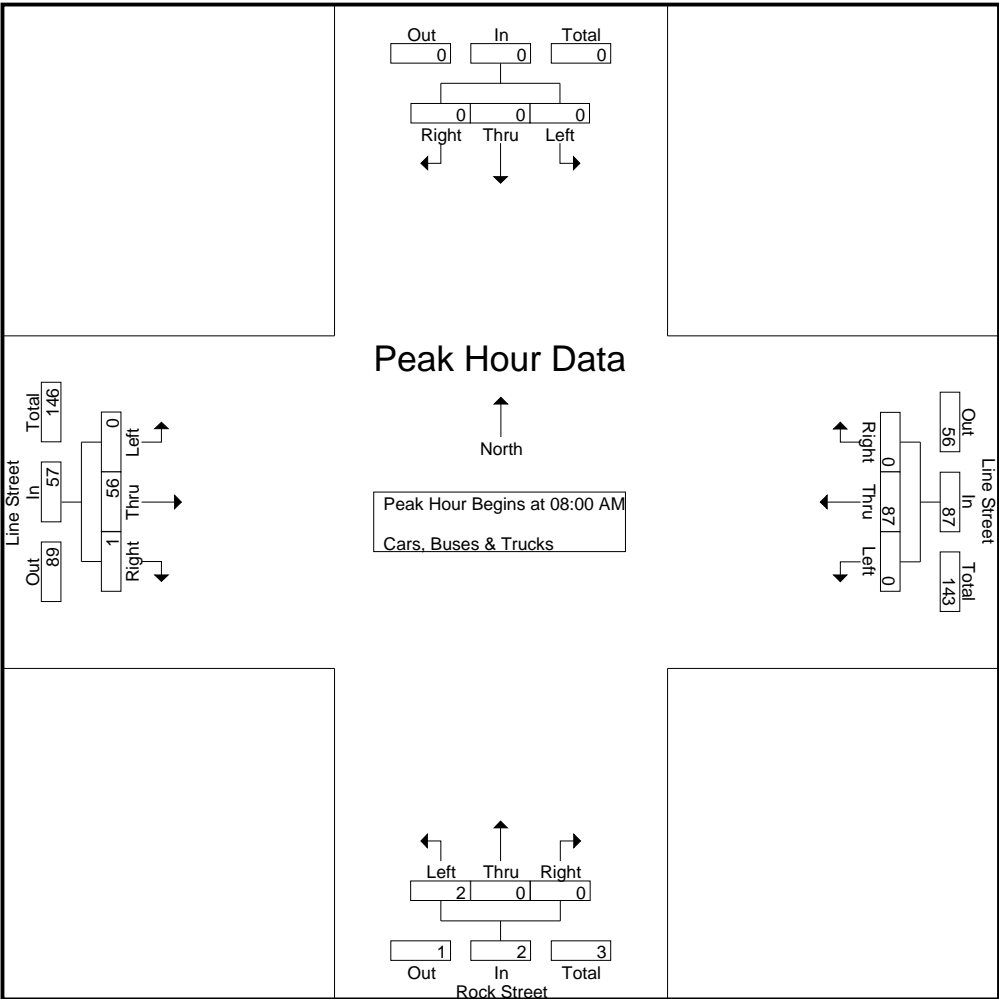 Out In Total
0 0 0
0 0 0
Right Thru Left
Peak Hour Data
North
Peak Hour Begins at 08:00 AM
Cars, Buses & Trucks
Line Street
Total In Out
146 57 89
0 56 1
Left Thru Right
Right Thru Left
0 87 0
56 87 143
Out In Total
Line Street
Left Thru Right
2 0 0
1 2 3
Out In Total
Rock Street